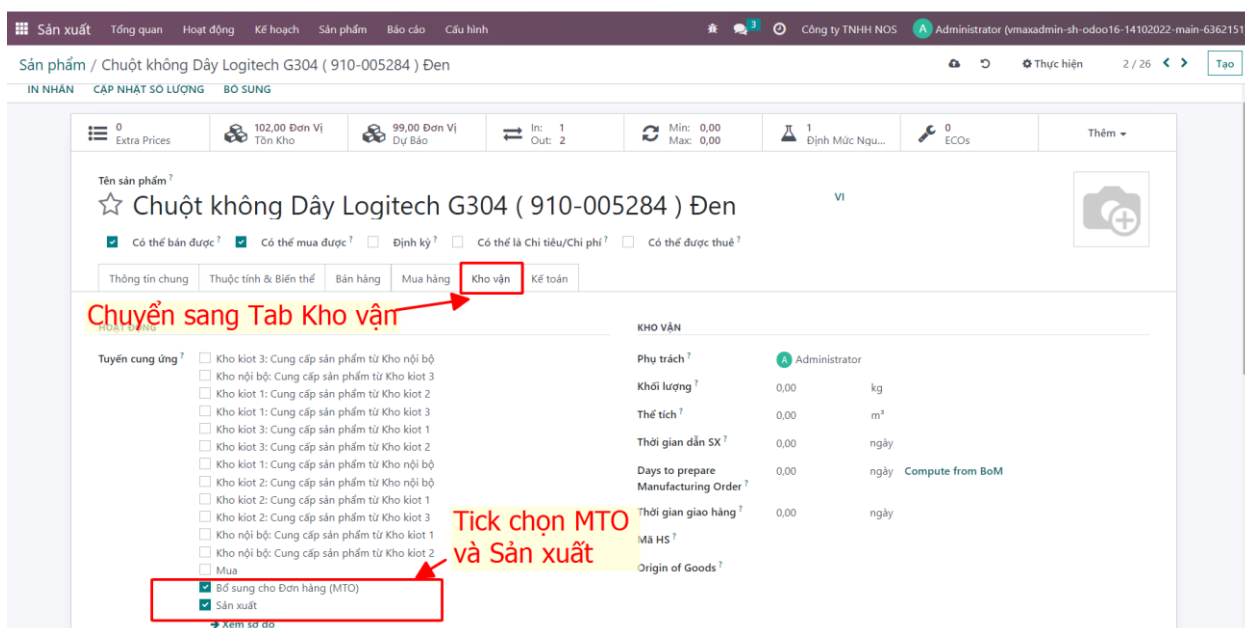 Sản xuất Tổng quan Hoạt động Kế hoạch Sản phẩm Báo cáo Cấu hình 3 Công ty TNHH NOS A Administrator (vmaxadmin-sh-odoo16-14102022-main-6362151
Sản phẩm / Chuột không Dây Logitech G304 ( 910-005284 ) Đen Thực hiện 2 / 26 Tạo
IN NHÃN CẬP NHẬT SỐ LƯỢNG BỔ SUNG
0 Extra Prices
102,00 Đơn Vị Tồn Kho
99,00 Đơn Vị Dự Báo
In: 1 Out: 2
Min: 0,00 Max: 0,00
1 Định Mức Ngu...
0 ECOs
Thêm
Tên sản phẩm ?
Chuột không Dây Logitech G304 ( 910-005284 ) Đen VI
Có thể bán được ? Có thể mua được ? Định kỳ ? Có thể là Chi tiêu/Chi phí ? Có thể được thuê ?
Thông tin chung Thuộc tính & Biến thể Bán hàng Mua hàng Kho vận Kế toán
Chuyển sang Tab Kho vận
HOẠT ĐỘNG
Tuyến cung ứng ?
Kho kiot 3: Cung cấp sản phẩm từ Kho nội bộ
Kho nội bộ: Cung cấp sản phẩm từ Kho kiot 3
Kho kiot 1: Cung cấp sản phẩm từ Kho kiot 2
Kho kiot 1: Cung cấp sản phẩm từ Kho kiot 3
Kho kiot 3: Cung cấp sản phẩm từ Kho kiot 1
Kho kiot 3: Cung cấp sản phẩm từ Kho kiot 2
Kho kiot 1: Cung cấp sản phẩm từ Kho nội bộ
Kho kiot 2: Cung cấp sản phẩm từ Kho nội bộ
Kho kiot 2: Cung cấp sản phẩm từ Kho kiot 1
Kho kiot 2: Cung cấp sản phẩm từ Kho kiot 3
Kho nội bộ: Cung cấp sản phẩm từ Kho kiot 1
Kho nội bộ: Cung cấp sản phẩm từ Kho kiot 2
Mua
Bổ sung cho Đơn hàng (MTO)
Sản xuất
Xem sơ đồ
Tick chọn MTO
và Sản xuất
KHO VẬN
Phụ trách ? A Administrator
Khối lượng ? 0,00 kg
Thể tích ? 0,00 m³
Thời gian dẫn SX ? 0,00 ngày
Days to prepare 0,00 ngày Compute from BoM
Manufacturing Order ?
Thời gian giao hàng ? 0,00 ngày
Mã HS ?
Origin of Goods ?